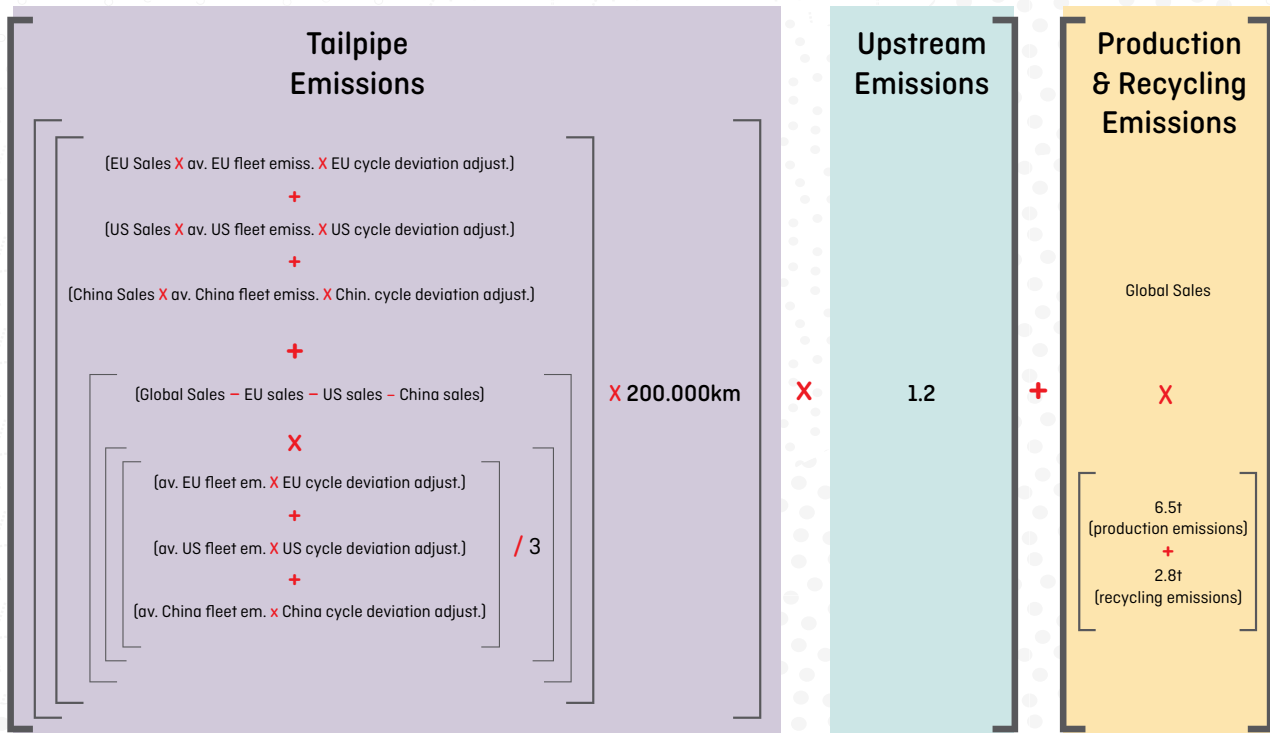 Tailpipe
Emissions
(EU Sales X av. EU fleet emiss. X EU cycle deviation adjust.)
+
(US Sales X av. US fleet emiss. X US cycle deviation adjust.)
+
(China Sales X av. China fleet emiss. X Chin. cycle deviation adjust.)
+
(Global Sales – EU sales – US sales – China sales)
X
(av. EU fleet em. X EU cycle deviation adjust.)
+
(av. US fleet em. X US cycle deviation adjust.)
+
(av. China fleet em. x China cycle deviation adjust.)
/ 3
X 200.000km
X
Upstream
Emissions
1.2
+
Production
& Recycling
Emissions
Global Sales
X
6.5t
(production emissions)
+
2.8t
(recycling emissions)